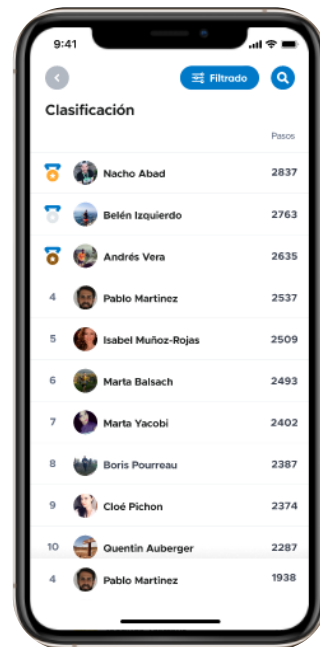 9:41
Filtrado
Clasificación
Pasos
Nacho Abad 2837
Belén Izquierdo 2763
Andrés Vera 2635
4 Pablo Martinez 2537
5 Isabel Muñoz-Rojas 2509
6 Marta Balsach 2493
7 Marta Yacobi 2402
8 Boris Pourreau 2387
9 Cloé Pichon 2374
10 Quentin Auberger 2287
4 Pablo Martinez 1938